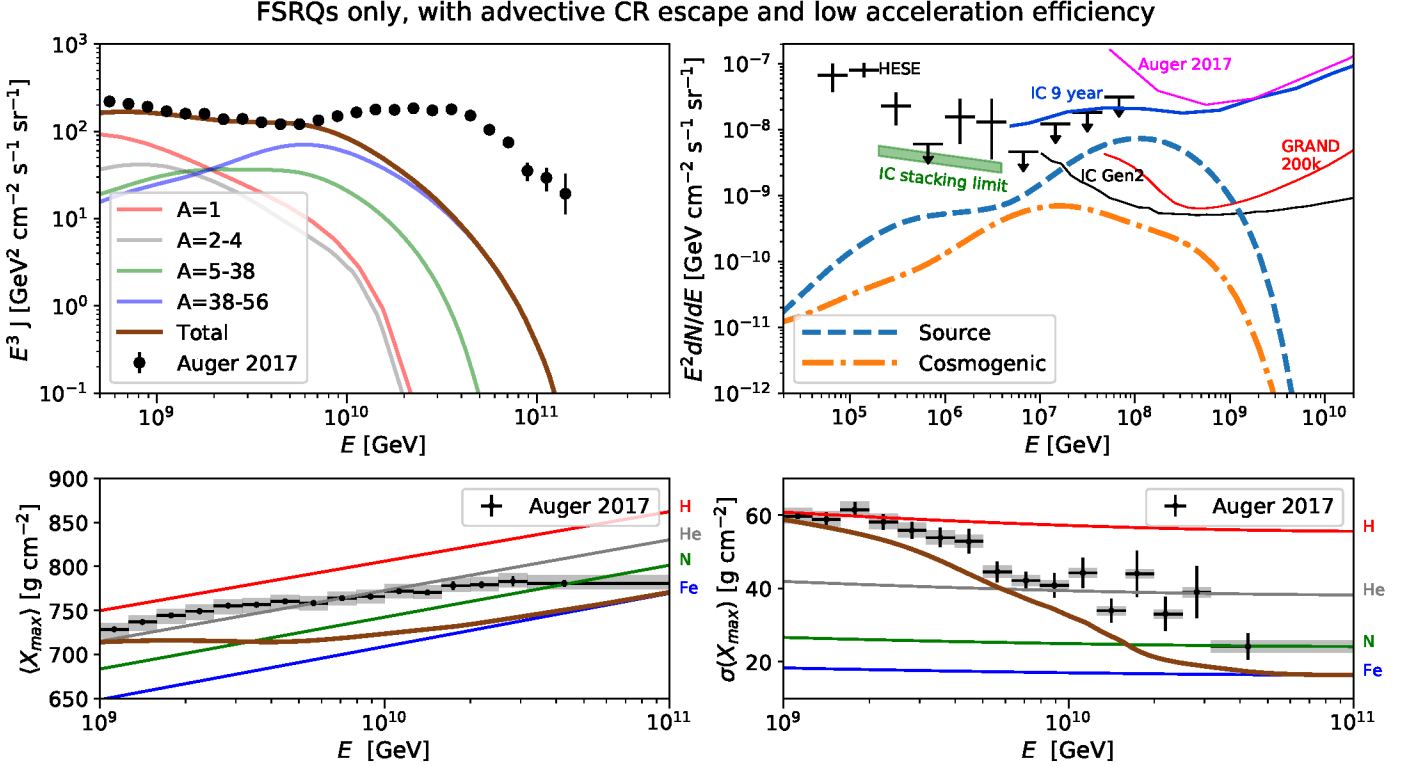 FSRQs only, with advective CR escape and low acceleration efficiency
E³ J [GeV² cm⁻² s⁻¹ sr⁻¹]
10³
10²
10¹
10⁰
10⁻¹
A=1
A=2-4
A=5-38
A=38-56
Total
Auger 2017
10⁹ 10¹⁰ 10¹¹
E [GeV]
E²dN/dE [GeV cm⁻² s⁻¹ sr⁻¹]
10⁻⁷
10⁻⁸
10⁻⁹
10⁻¹⁰
10⁻¹¹
10⁻¹²
HESE
Auger 2017
IC 9 year
GRAND
200k
IC Gen2
IC stacking limit
Source
Cosmogenic
10⁵ 10⁶ 10⁷ 10⁸ 10⁹ 10¹⁰
E [GeV]
⟨Xmax⟩ [g cm⁻²]
900
850
800
750
700
650
Auger 2017
H
He
N
Fe
10⁹ 10¹⁰ 10¹¹
E [GeV]
σ(Xmax) [g cm⁻²]
60
40
20
Auger 2017
H
He
N
Fe
10⁹ 10¹⁰ 10¹¹
E [GeV]